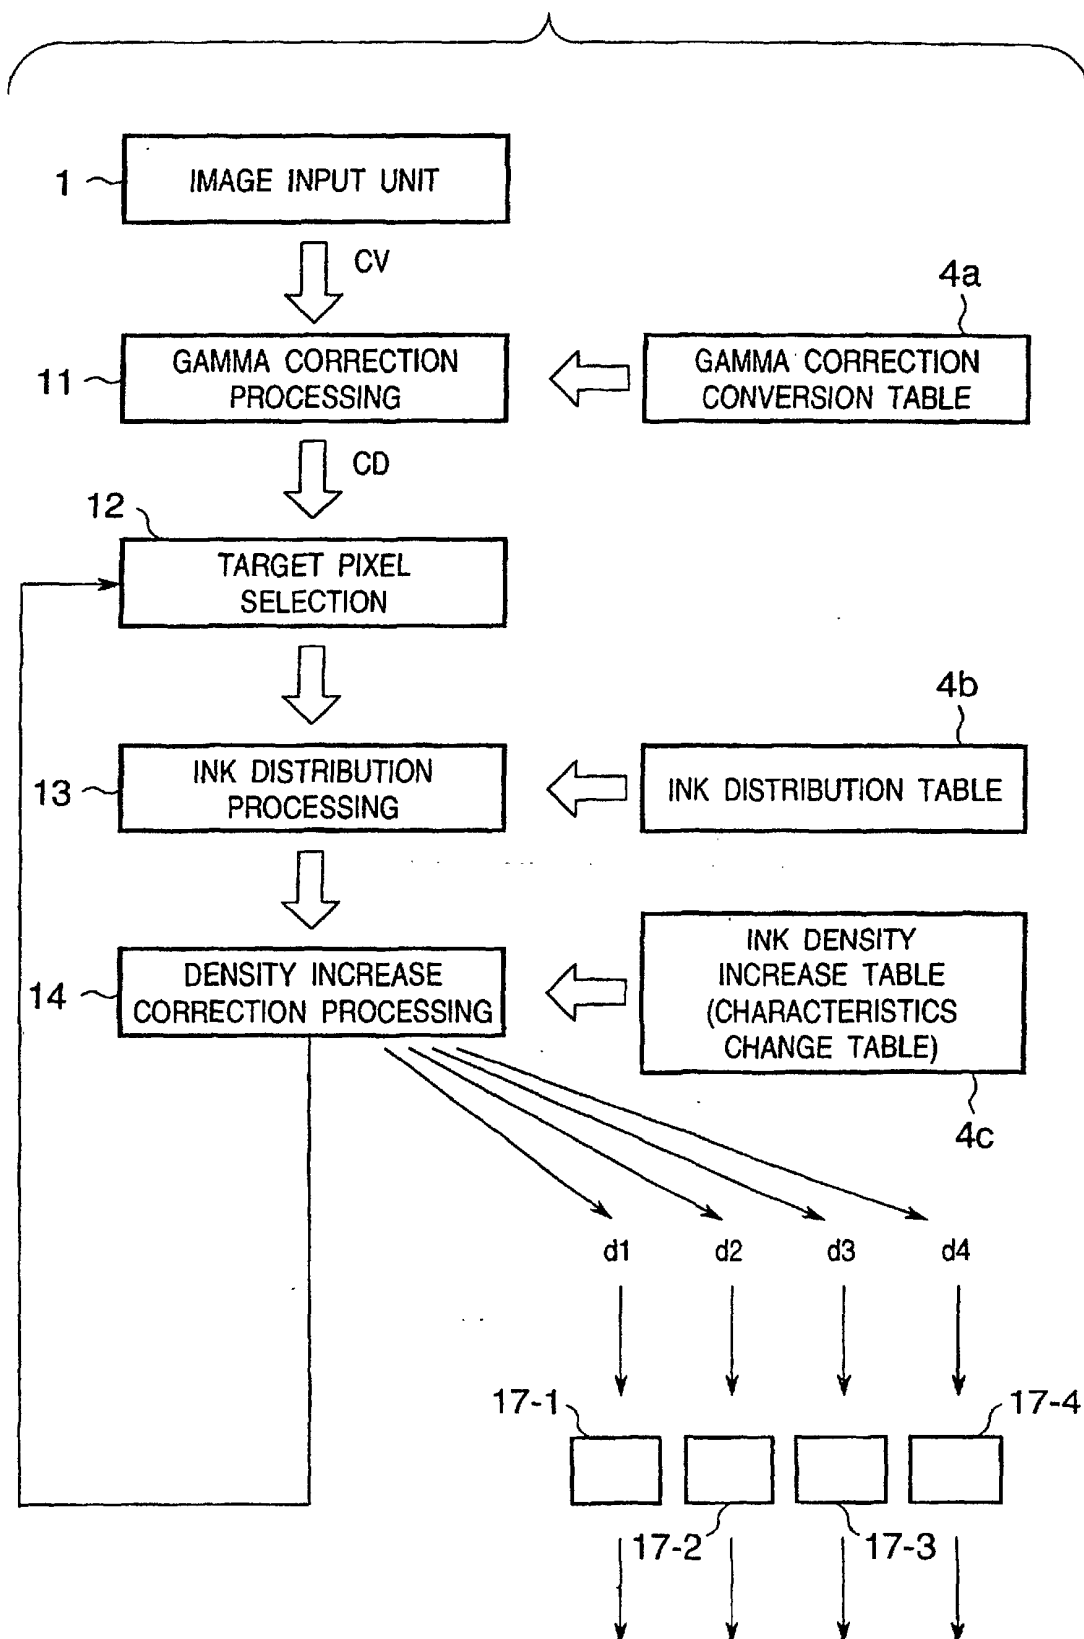 1
IMAGE INPUT UNIT
CV
4a
11
GAMMA CORRECTION
PROCESSING
GAMMA CORRECTION
CONVERSION TABLE
CD
12
TARGET PIXEL
SELECTION
4b
13
INK DISTRIBUTION
PROCESSING
INK DISTRIBUTION TABLE
14
DENSITY INCREASE
CORRECTION PROCESSING
INK DENSITY
INCREASE TABLE
(CHARACTERISTICS
CHANGE TABLE)
4c
d1
d2
d3
d4
17-1
17-4
17-2
17-3